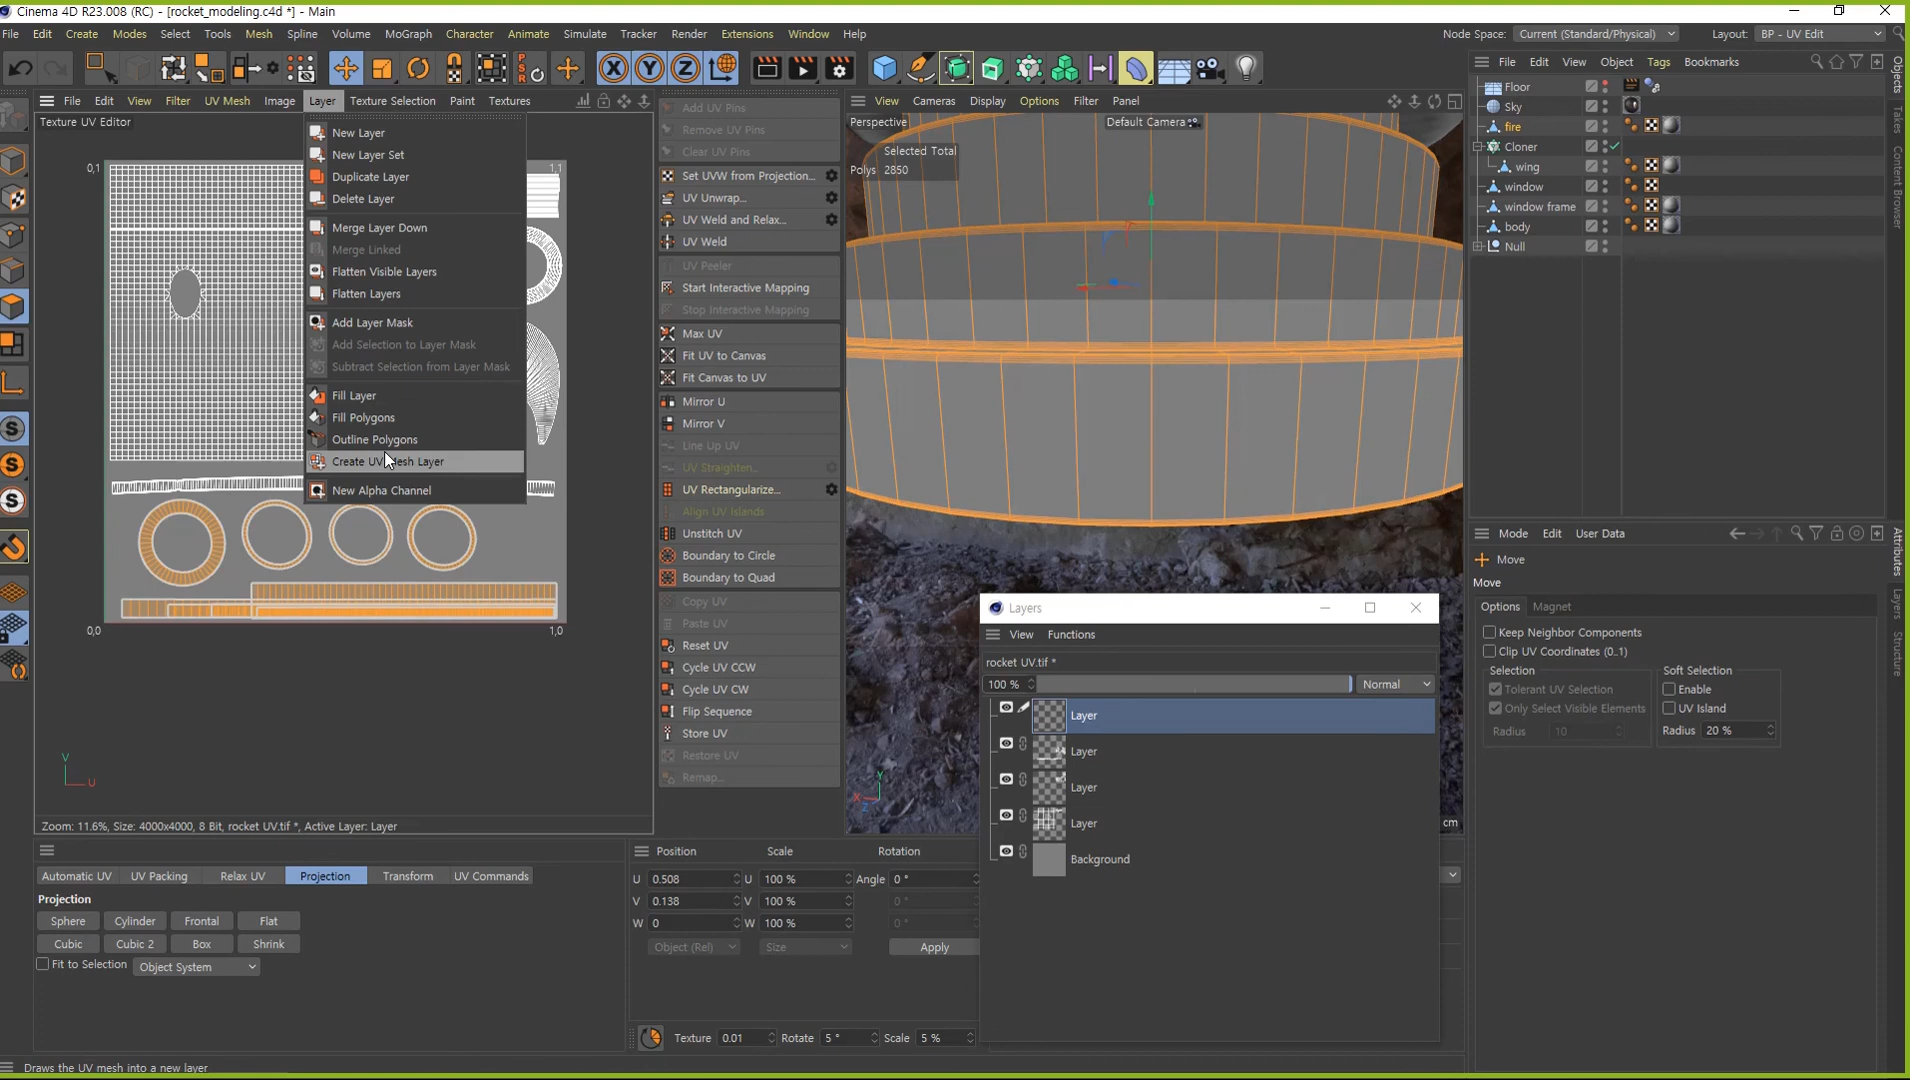 Cinema 4D R23.008 (RC) - [rocket_modeling.c4d *] - Main
File Edit Create Modes Select Tools Mesh Spline Volume MoGraph Character Animate Simulate Tracker Render Extensions Window Help
Node Space: Current (Standard/Physical) Layout: BP - UV Edit
File Edit View Filter UV Mesh Image Layer Texture Selection Paint Textures
Texture UV Editor
0,1
1,1
0,0
1,0
V
U
Zoom: 11.6%, Size: 4000x4000, 8 Bit, rocket UV.tif *, Active Layer: Layer
New Layer
New Layer Set
Duplicate Layer
Delete Layer
Merge Layer Down
Merge Linked
Flatten Visible Layers
Flatten Layers
Add Layer Mask
Add Selection to Layer Mask
Subtract Selection from Layer Mask
Fill Layer
Fill Polygons
Outline Polygons
Create UV Mesh Layer
New Alpha Channel
Add UV Pins
Remove UV Pins
Clear UV Pins
Set UVW from Projection...
UV Unwrap...
UV Weld and Relax...
UV Weld
UV Peeler
Start Interactive Mapping
Stop Interactive Mapping
Max UV
Fit UV to Canvas
Fit Canvas to UV
Mirror U
Mirror V
Line Up UV
UV Straighten...
UV Rectangularize...
Align UV Islands
Unstitch UV
Boundary to Circle
Boundary to Quad
Copy UV
Paste UV
Reset UV
Cycle UV CCW
Cycle UV CW
Flip Sequence
Store UV
Restore UV
Remap...
View Cameras Display Options Filter Panel
Perspective
Default Camera
Selected Total
Polys 2850
Y
X
Z
cm
Layers
View Functions
rocket UV.tif *
100 % Normal
Layer
Layer
Layer
Layer
Background
File Edit View Object Tags Bookmarks
Floor
Sky
fire
Cloner
wing
window
window frame
body
Null
Mode Edit User Data
Move
Move
Options Magnet
Keep Neighbor Components
Clip UV Coordinates (0..1)
Selection
Tolerant UV Selection
Only Select Visible Elements
Radius 10
Soft Selection
Enable
UV Island
Radius 20 %
Objects
Takes
Content Browser
Attributes
Layers
Structure
Automatic UV UV Packing Relax UV Projection Transform UV Commands
Projection
Sphere Cylinder Frontal Flat
Cubic Cubic 2 Box Shrink
Fit to Selection Object System
Position Scale Rotation
U 0.508 U 100 % Angle 0 °
V 0.138 V 100 % 0 °
W 0 W 100 % 0 °
Object (Rel) Size Apply
Texture 0.01 Rotate 5 ° Scale 5 %
Draws the UV mesh into a new layer